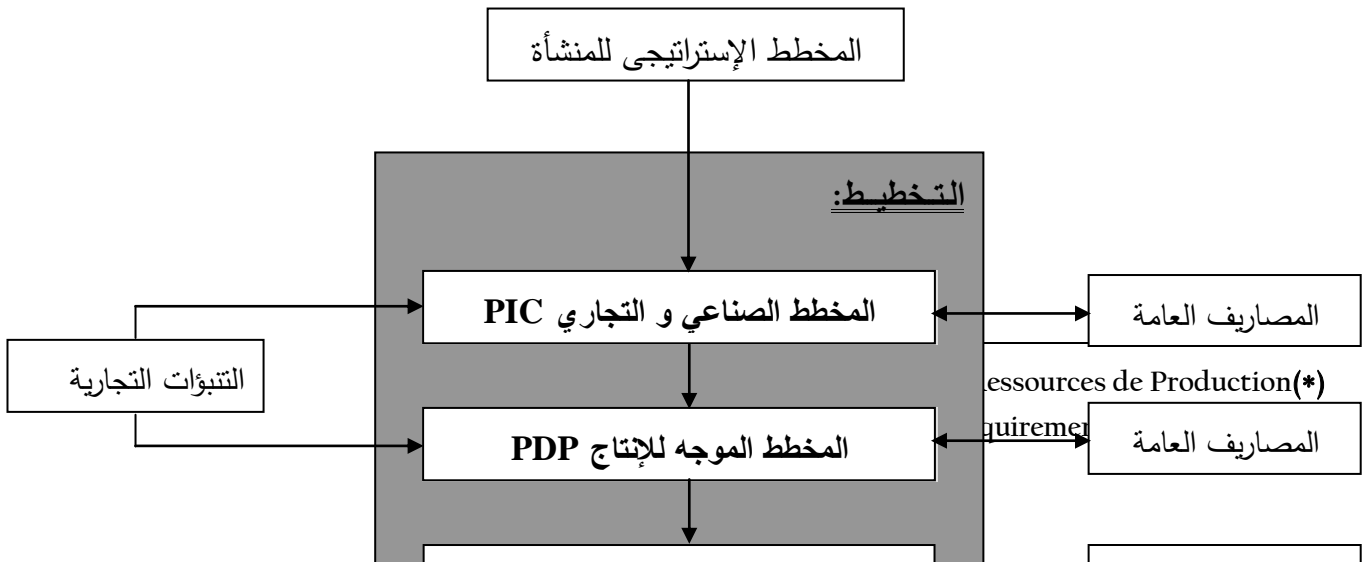 المخطط الإستراتيجى للمنشأة
التخطيط:
المخطط الصناعي و التجاري PIC
المصاريف العامة
التنبؤات التجارية
essources de Production(*)
المخطط الموجه للإنتاج PDP
المصاريف العامة